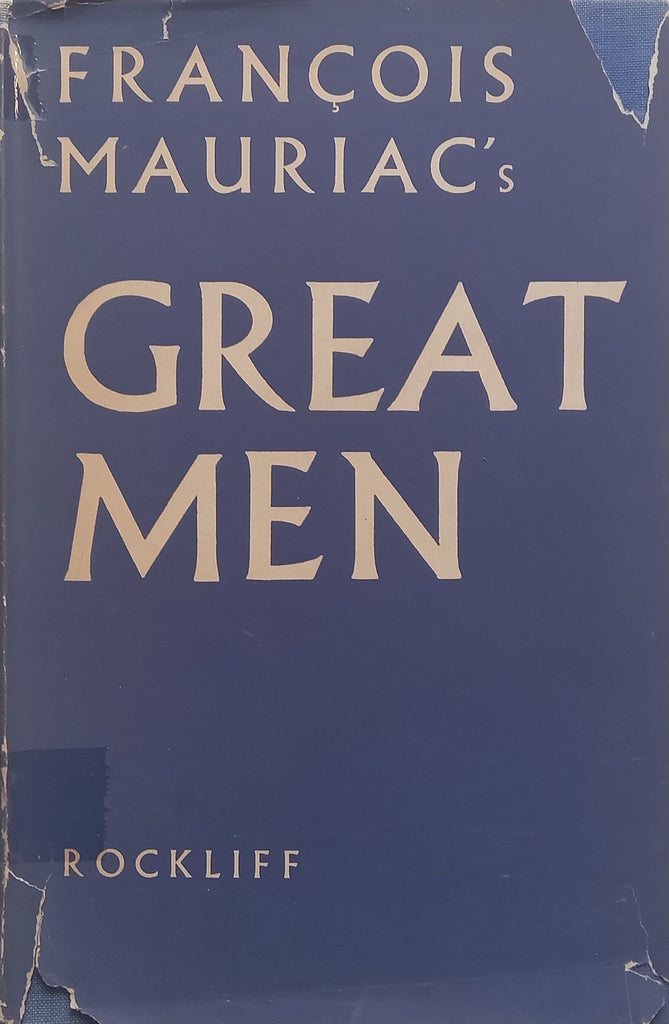 FRANÇOIS
MAURIAC's
GREAT
MEN
ROCKLIFF